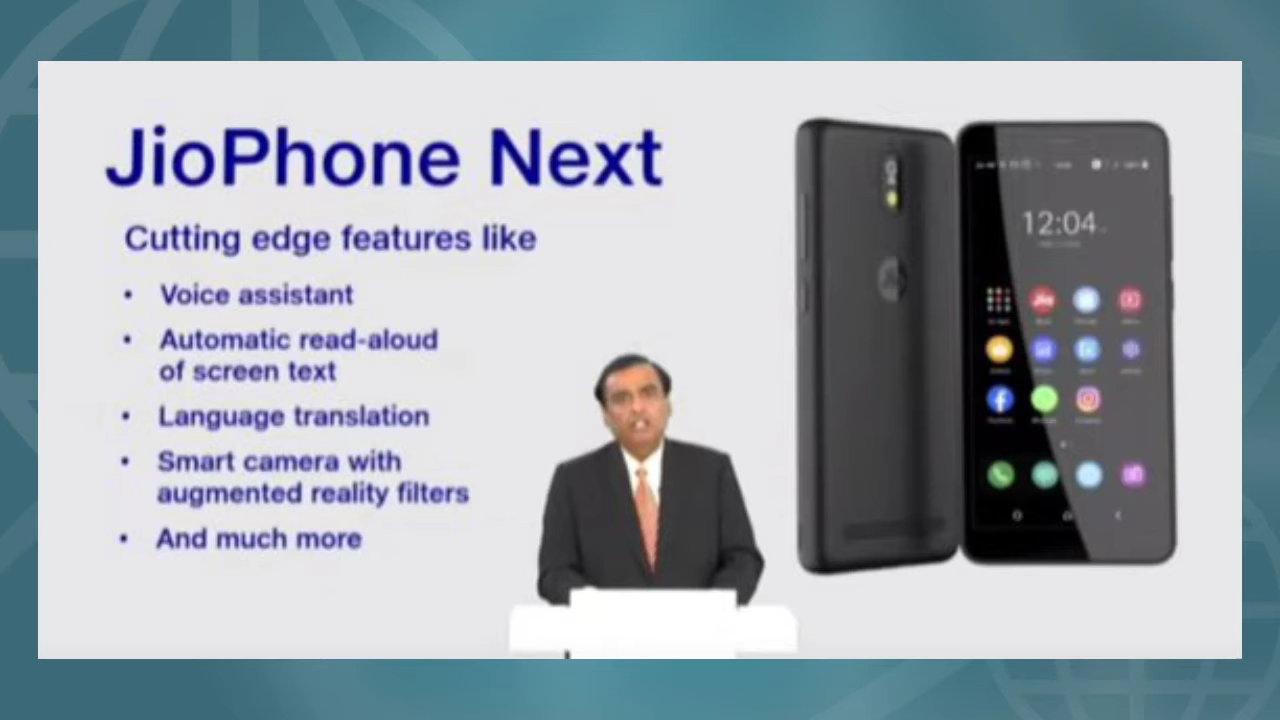 JioPhone Next
Cutting edge features like
• Voice assistant
• Automatic read-aloud
of screen text
• Language translation
• Smart camera with
augmented reality filters
• And much more
12:04
Jio